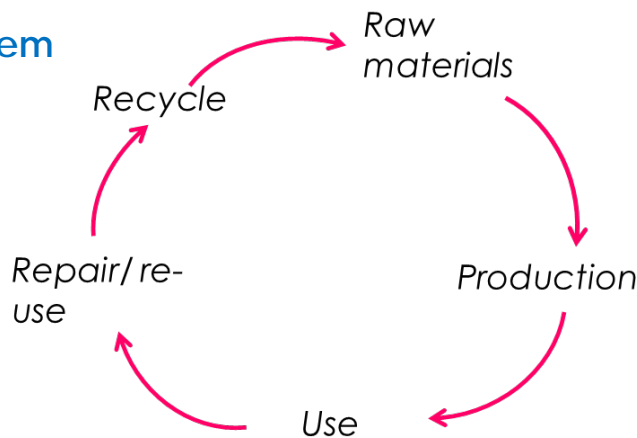 em
Raw
materials
Recycle
Repair/ re-
use
Production
Use